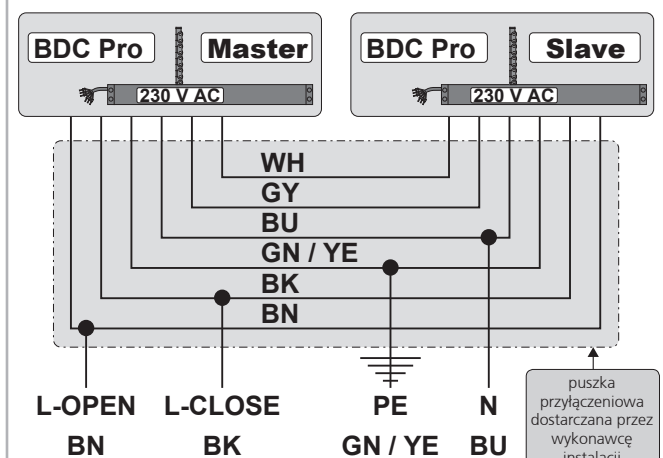 BDC Pro Master BDC Pro Slave
230 V AC 230 V AC
WH
GY
BU
GN / YE
BK
BN
L-OPEN L-CLOSE PE N
BN BK GN / YE BU
puszka
przyłączeniowa
dostarczana przez
wykonawcę
instalacji